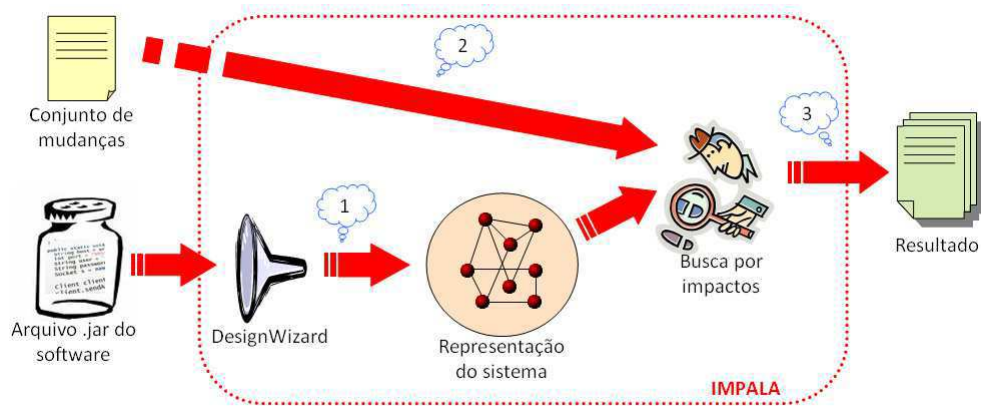 Conjunto de
mudanças
2
3
1
Arquivo .jar do
software
DesignWizard
Representação
do sistema
Busca por
impactos
Resultado
IMPALA